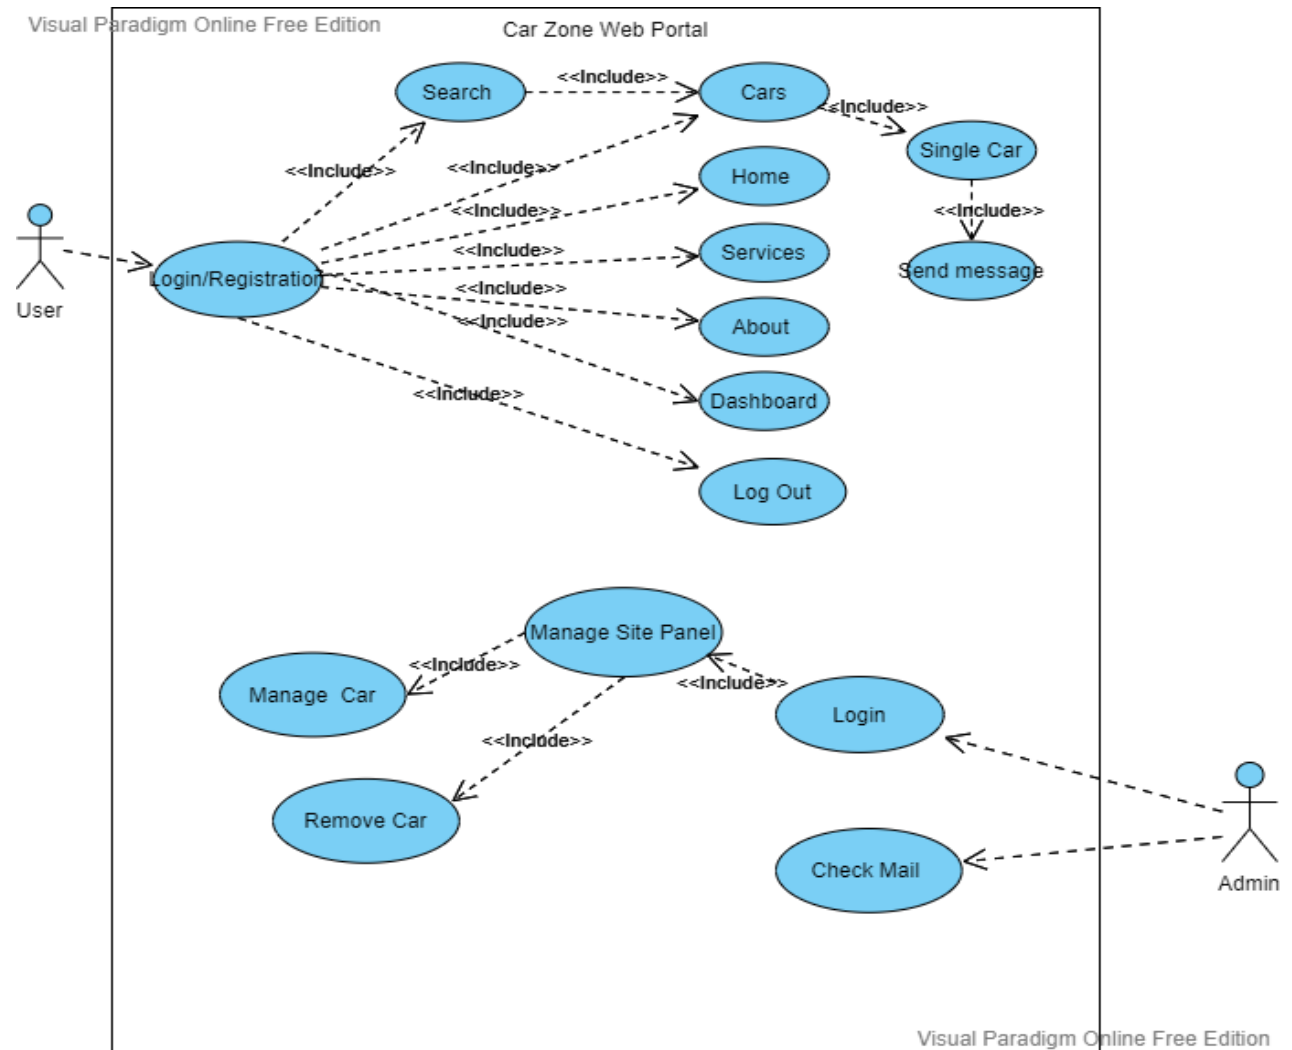 Visual Paradigm Online Free Edition
Car Zone Web Portal
<<Include>>
Search
Cars
<<Include>>
Single Car
<<Include>>
<<Include>>
Home
<<Include>>
<<Include>>
Services
<<Include>>
Send message
Login/Registration
<<Include>>
User
<<Include>>
About
<<Include>>
Dashboard
Log Out
Manage Site Panel
<<Include>>
<<Include>>
Manage  Car
Login
<<Include>>
Remove Car
Check Mail
Admin
Visual Paradigm Online Free Edition